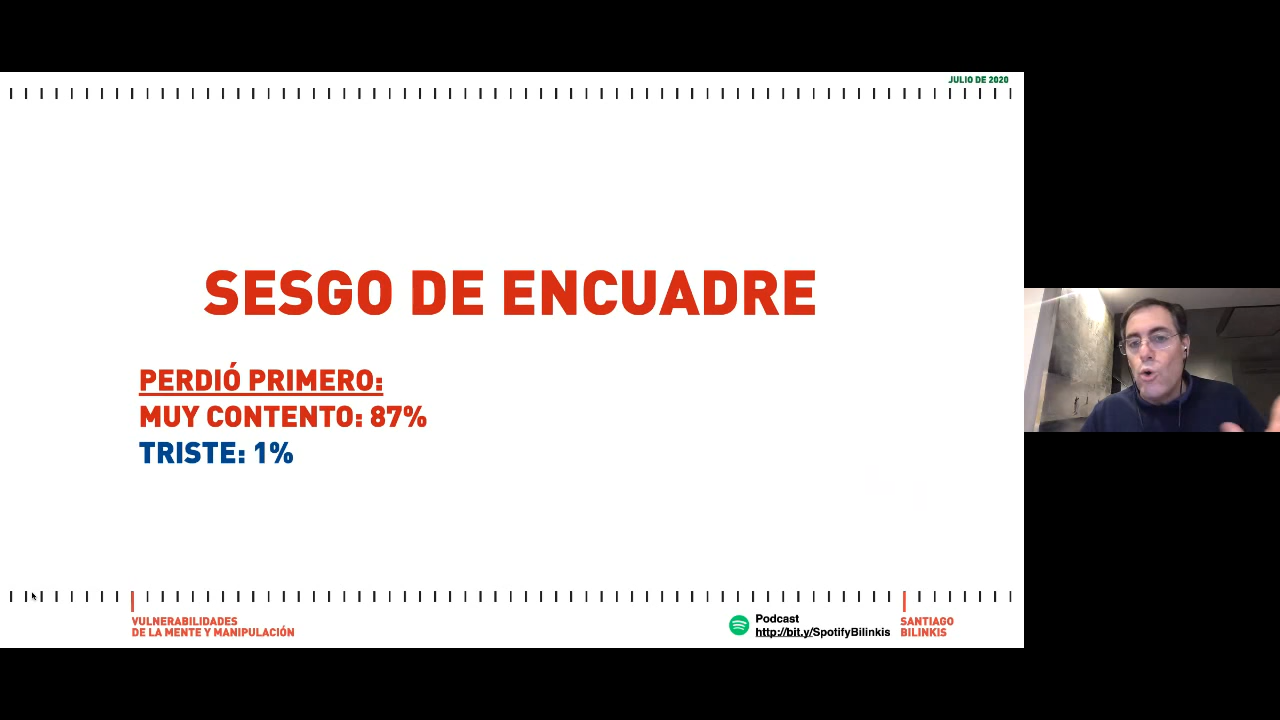 JULIO DE 2020
SESGO DE ENCUADRE
PERDIÓ PRIMERO:
MUY CONTENTO: 87%
TRISTE: 1%
VULNERABILIDADES
DE LA MENTE Y MANIPULACIÓN
Podcast
http://bit.y/SpotifyBilinkis
SANTIAGO
BILINKIS